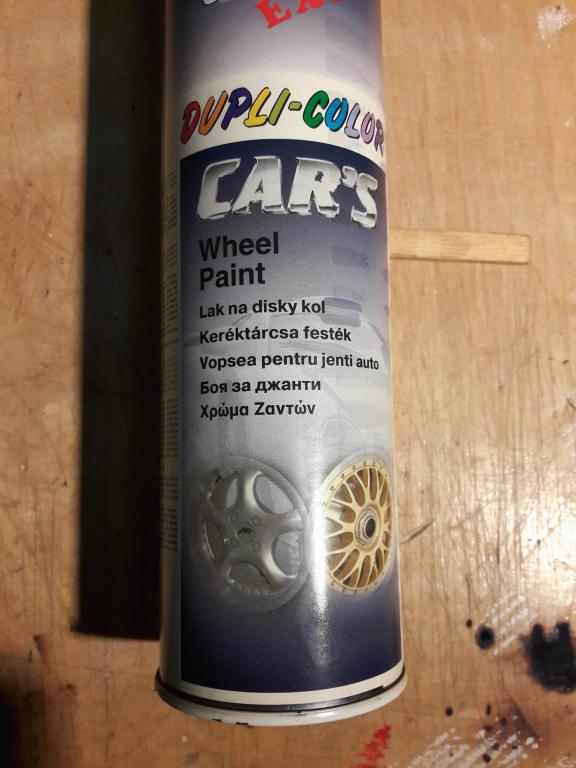 DUPLI-COLOR
CAR'S
Wheel
Paint
Lak na disky kol
Keréktárcsa festék
Vopsea pentru jenti auto
Боя за джанти
Χρώμα Ζαντών